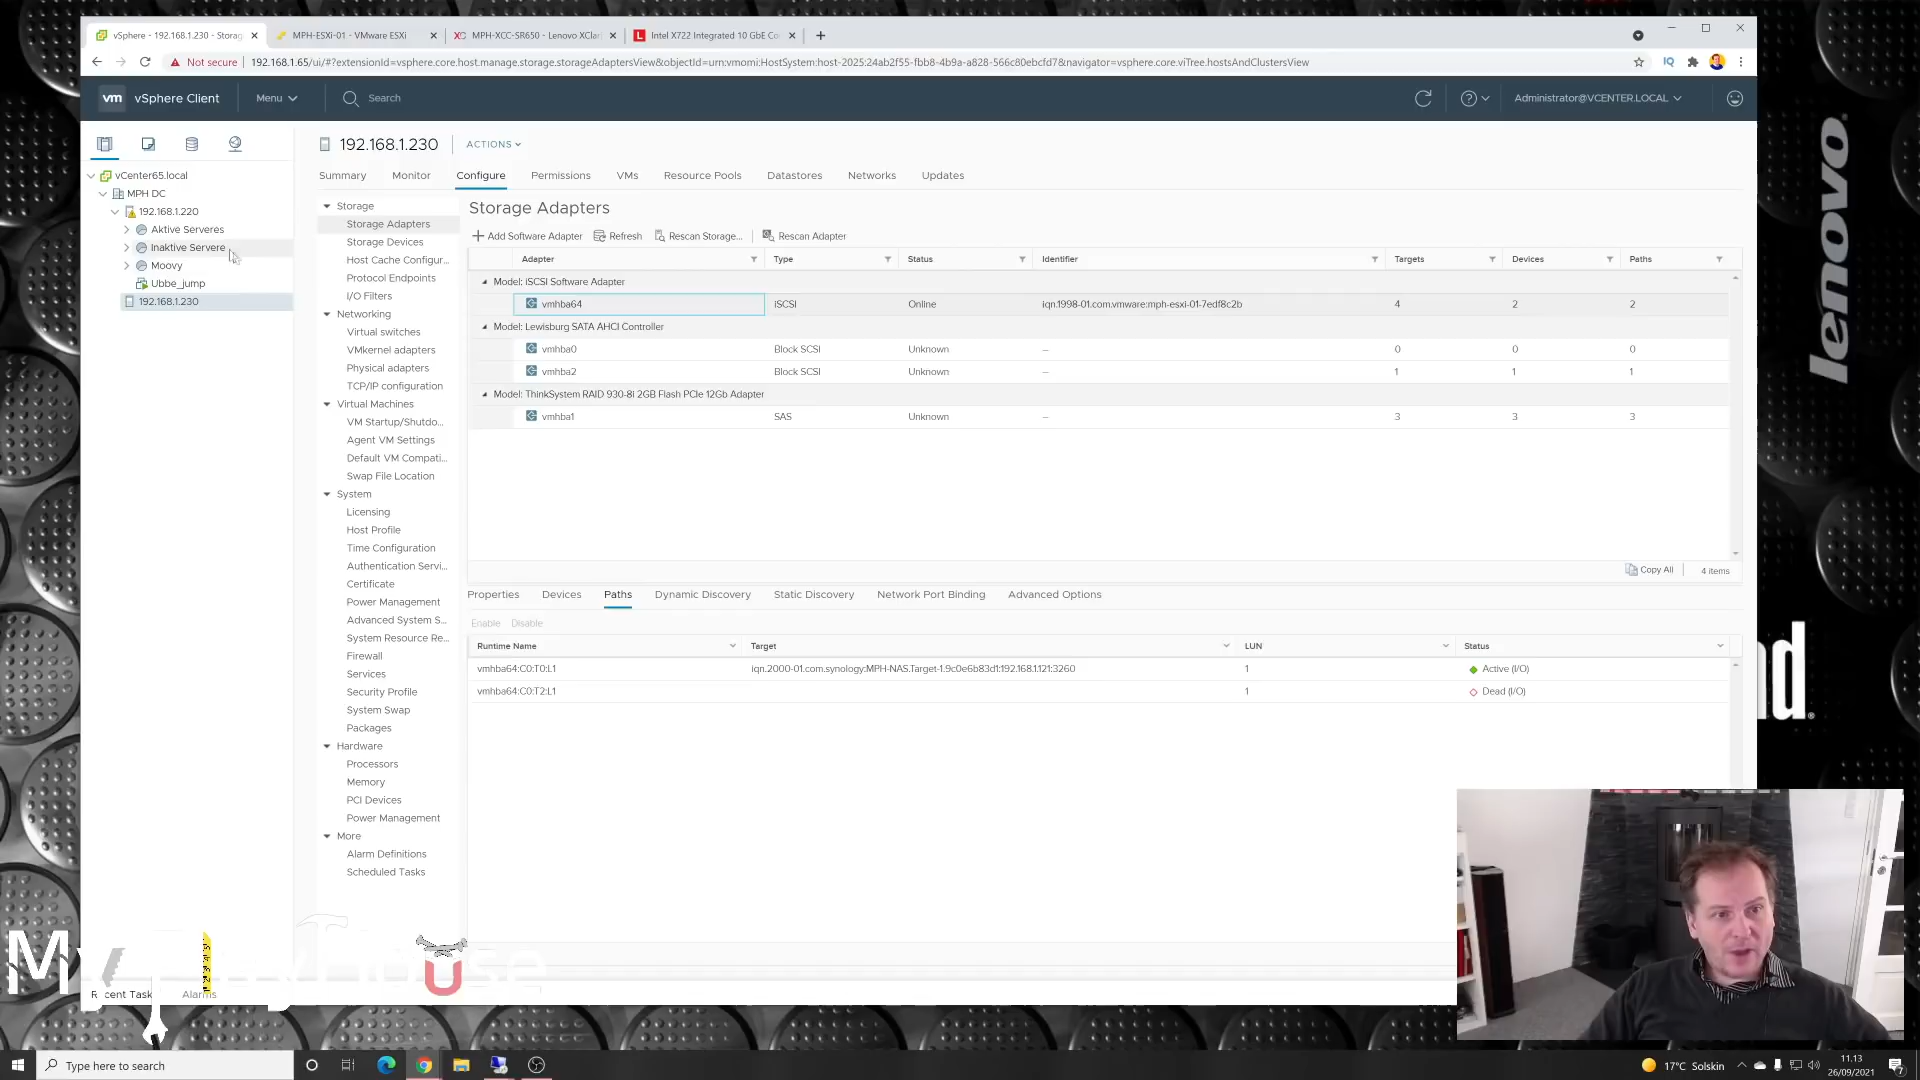 vSphere - 192.168.1.230 - Storag
MPH-ESXi-01 - VMware ESXi
MPH-XCC-SR650 - Lenovo XClar
Intel X722 Integrated 10 GbE Co
Not secure
192.168.1.65/ui/#?extensionId=vsphere.core.host.manage.storage.storageAdaptersView&objectId=urn:vmomi:HostSystem:host-2025:24ab2f55-fbb8-4b9a-a828-566c80ebcfd7&navigator=vsphere.core.viTree.hostsAndClustersView
vm vSphere Client
Menu
Search
Administrator@VCENTER.LOCAL
vCenter65.local
MPH DC
192.168.1.220
Aktive Serveres
Inaktive Servere
Moovy
Ubbe_jump
192.168.1.230
192.168.1.230
ACTIONS
Summary Monitor Configure Permissions VMs Resource Pools Datastores Networks Updates
Storage
Storage Adapters
Storage Devices
Host Cache Configur...
Protocol Endpoints
I/O Filters
Networking
Virtual switches
VMkernel adapters
Physical adapters
TCP/IP configuration
Virtual Machines
VM Startup/Shutdo...
Agent VM Settings
Default VM Compati...
Swap File Location
System
Licensing
Host Profile
Time Configuration
Authentication Servi...
Certificate
Power Management
Advanced System S...
System Resource Re...
Firewall
Services
Security Profile
System Swap
Packages
Hardware
Processors
Memory
PCI Devices
Power Management
More
Alarm Definitions
Scheduled Tasks
Storage Adapters
Add Software Adapter Refresh Rescan Storage... Rescan Adapter
Adapter Type Status Identifier Targets Devices Paths
Model: iSCSI Software Adapter
vmhba64 iSCSI Online iqn.1998-01.com.vmware:mph-esxi-01-7edf8c2b 4 2 2
Model: Lewisburg SATA AHCI Controller
vmhba0 Block SCSI Unknown -- 0 0 0
vmhba2 Block SCSI Unknown -- 1 1 1
Model: ThinkSystem RAID 930-8i 2GB Flash PCIe 12Gb Adapter
vmhba1 SAS Unknown -- 3 3 3
Copy All
4 items
Properties Devices Paths Dynamic Discovery Static Discovery Network Port Binding Advanced Options
Enable Disable
Runtime Name Target LUN Status
vmhba64:C0:T0:L1 iqn.2000-01.com.synology:MPH-NAS.Target-1.9c0e6b83d1:192.168.1.121:3260 1 Active (I/O)
vmhba64:C0:T2:L1 1 Dead (I/O)
Alarms
lenovo
My PlayHouse
Type here to search
17°C Solskin
11.13
26/09/2021